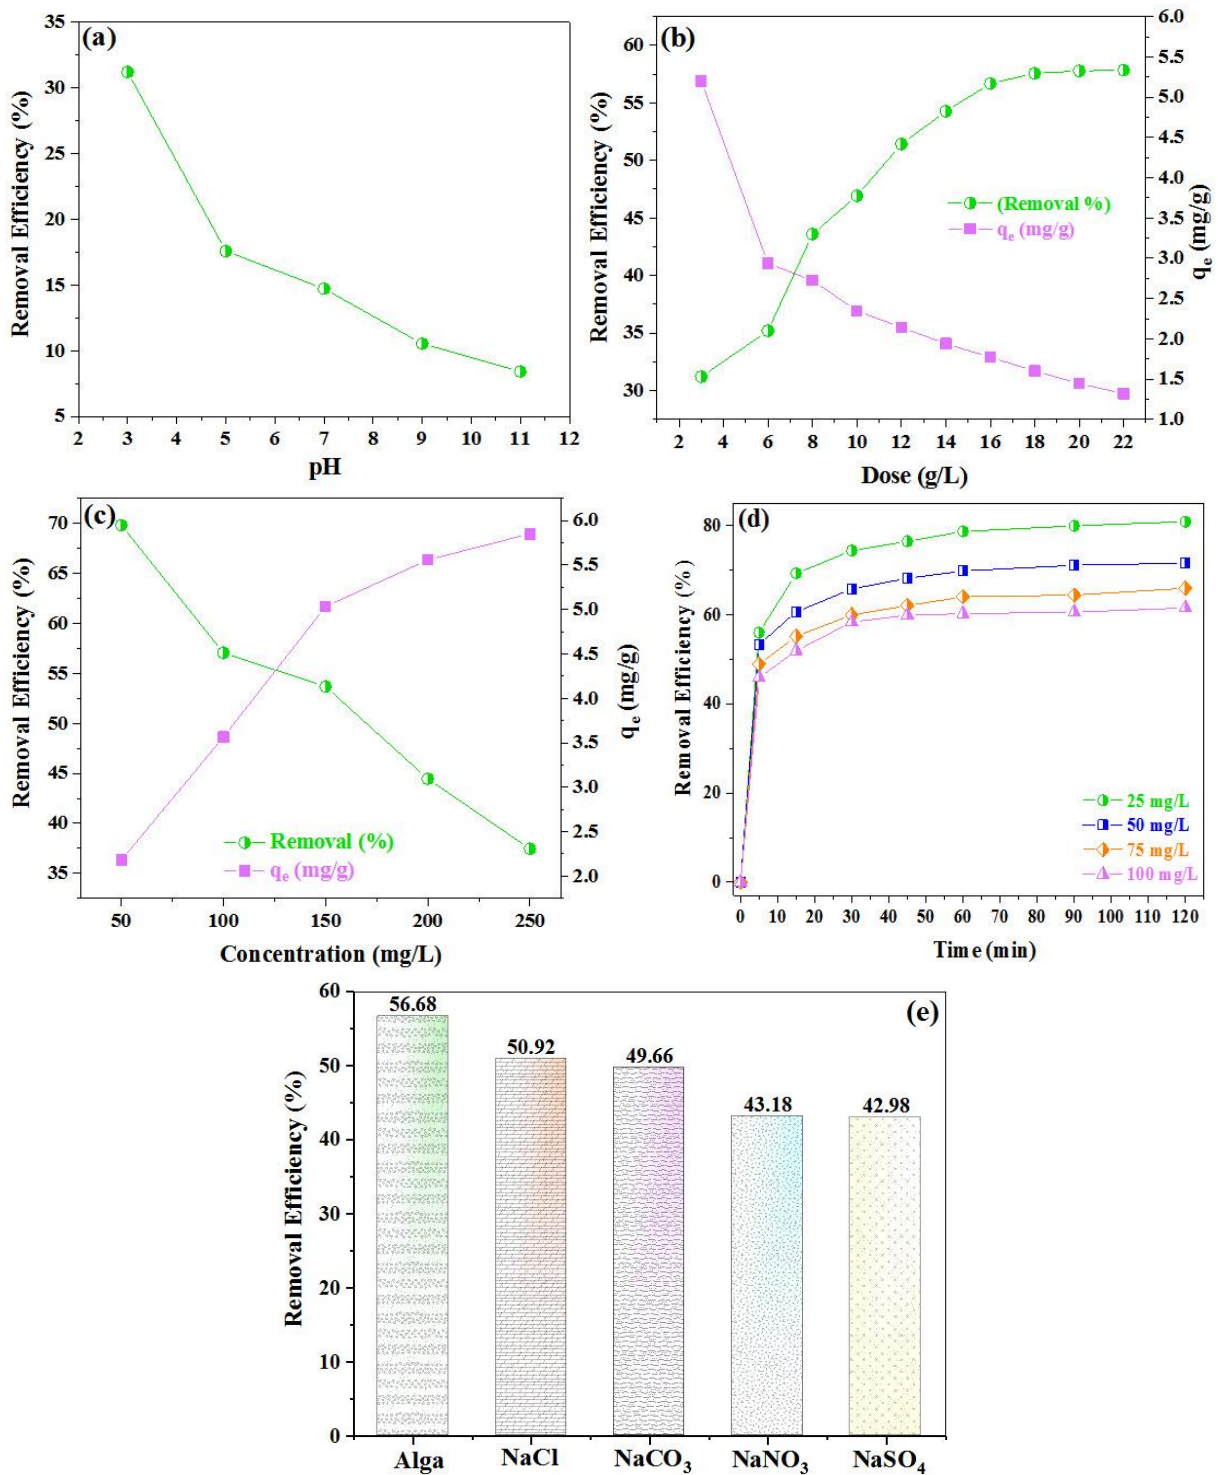 (a)
Removal Efficiency (%)
35
30
25
20
15
10
5
2 3 4 5 6 7 8 9 10 11 12
pH
(b)
Removal Efficiency (%)
60
55
50
45
40
35
30
6.0
5.5
5.0
4.5
4.0
3.5
3.0
2.5
2.0
1.5
1.0
qₑ (mg/g)
(Removal %)
qₑ (mg/g)
2 4 6 8 10 12 14 16 18 20 22
Dose (g/L)
(c)
Removal Efficiency (%)
70
65
60
55
50
45
40
35
6.0
5.5
5.0
4.5
4.0
3.5
3.0
2.5
2.0
qₑ (mg/g)
Removal (%)
qₑ (mg/g)
50 100 150 200 250
Concentration (mg/L)
(d)
Removal Efficiency (%)
80
60
40
20
0
25 mg/L
50 mg/L
75 mg/L
100 mg/L
0 10 20 30 40 50 60 70 80 90 100 110 120
Time (min)
(e)
Removal Efficiency (%)
60
50
40
30
20
10
0
56.68
50.92
49.66
43.18
42.98
Alga NaCl NaCO₃ NaNO₃ NaSO₄